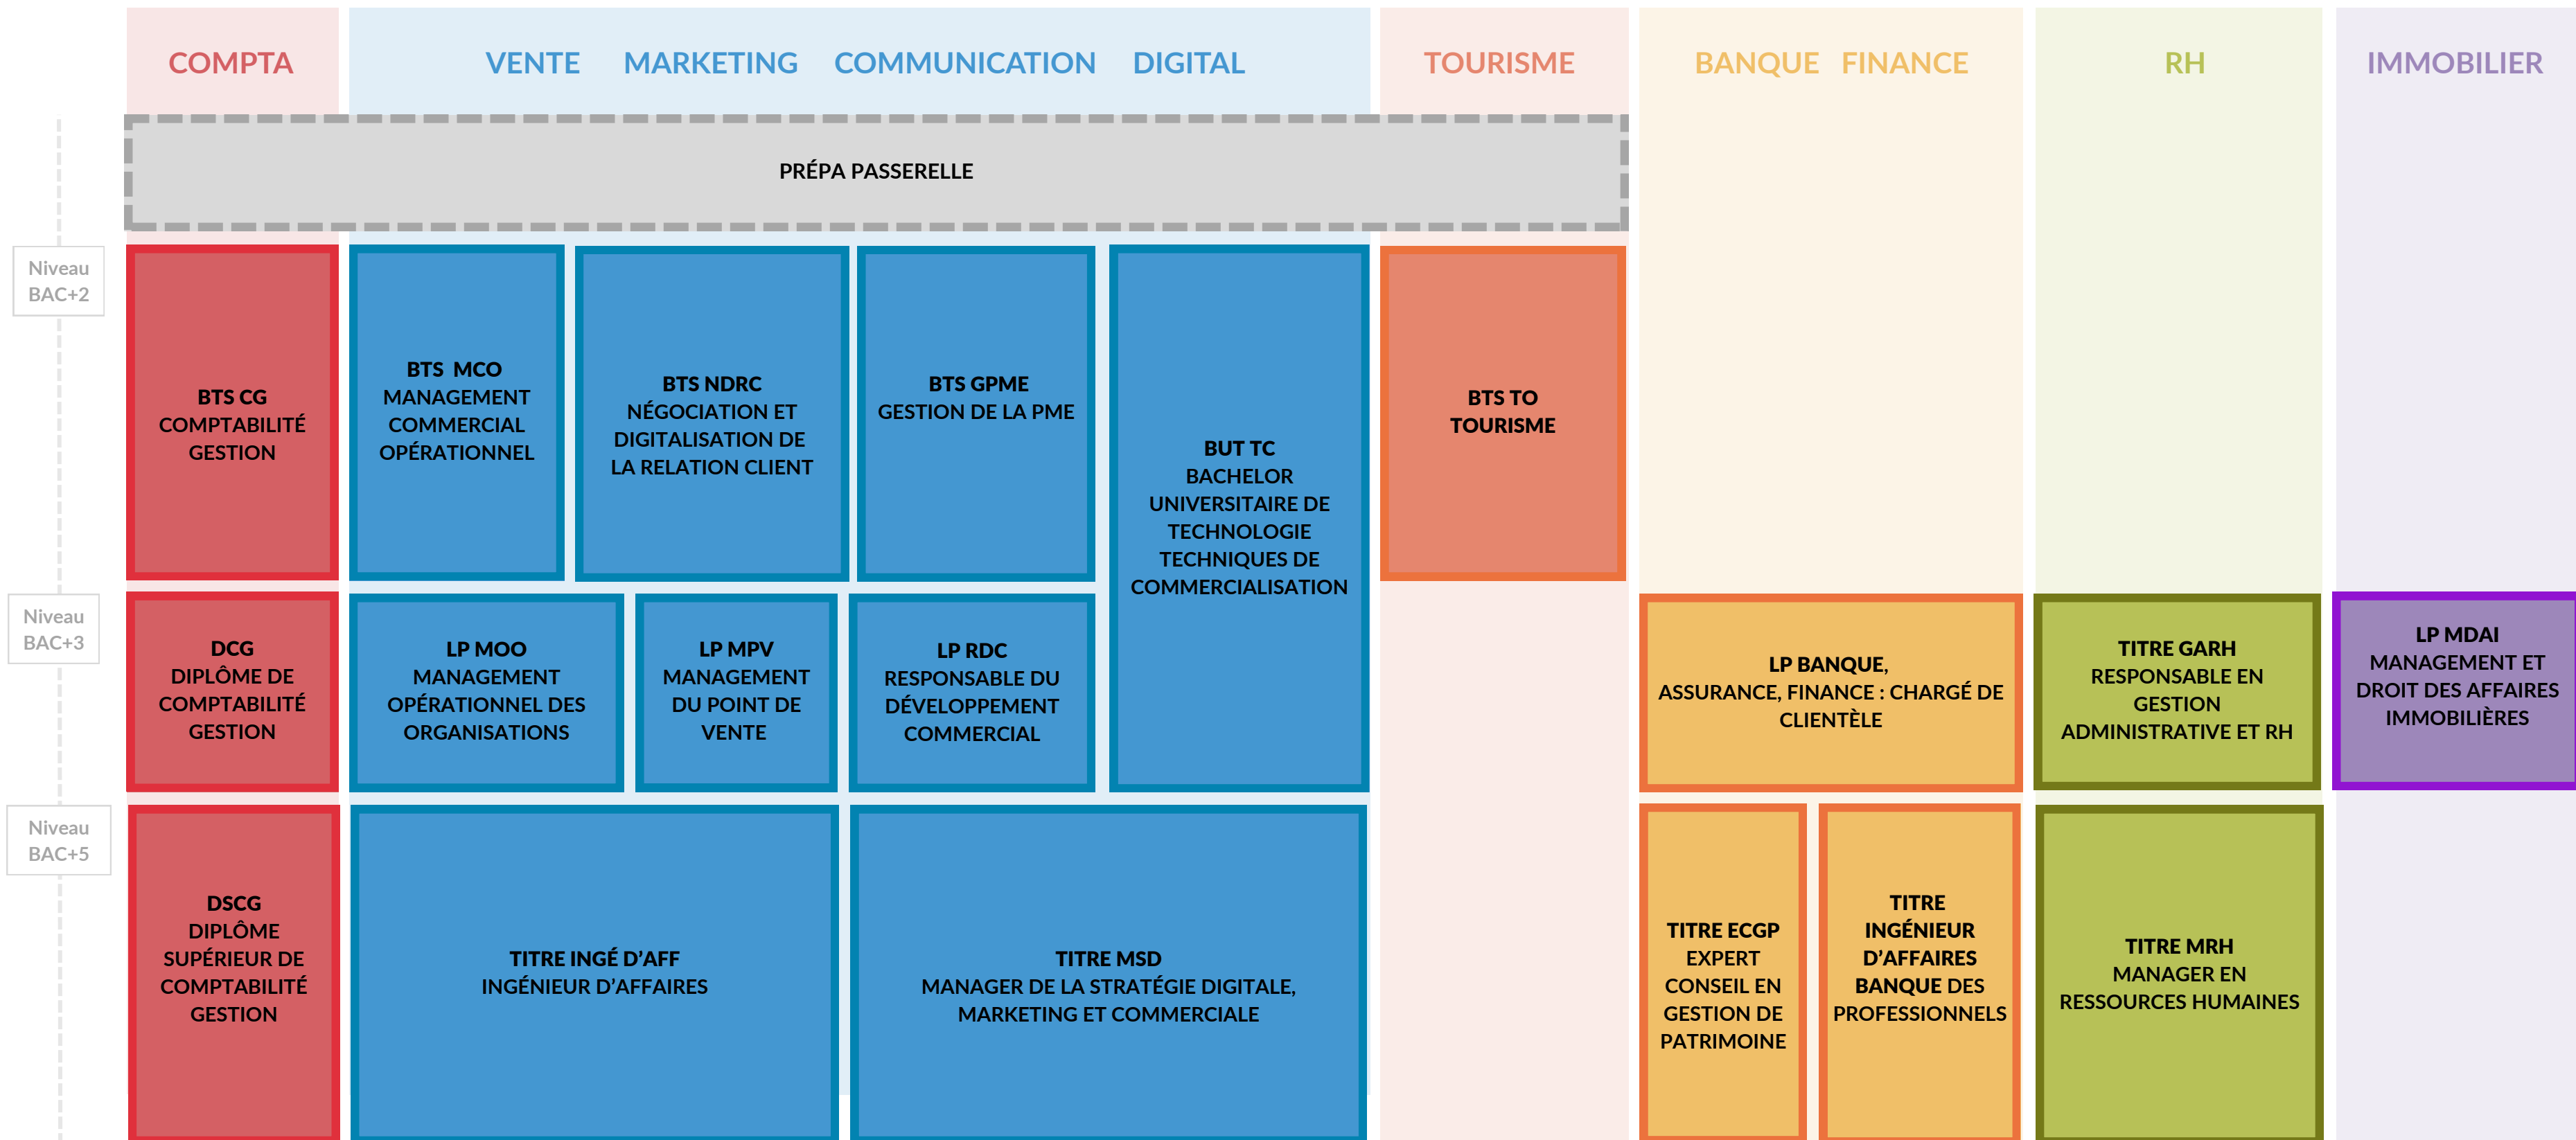 COMPTA
VENTE MARKETING COMMUNICATION DIGITAL
TOURISME
BANQUE FINANCE
RH
IMMOBILIER
PRÉPA PASSERELLE
Niveau
BAC+2
BTS CG
COMPTABILITÉ
GESTION
BTS MCO
MANAGEMENT
COMMERCIAL
OPÉRATIONNEL
BTS NDRC
NÉGOCIATION ET
DIGITALISATION DE
LA RELATION CLIENT
BTS GPME
GESTION DE LA PME
BUT TC
BACHELOR
UNIVERSITAIRE DE
TECHNOLOGIE
TECHNIQUES DE
COMMERCIALISATION
BTS TO
TOURISME
Niveau
BAC+3
DCG
DIPLÔME DE
COMPTABILITÉ
GESTION
LP MOO
MANAGEMENT
OPÉRATIONNEL DES
ORGANISATIONS
LP MPV
MANAGEMENT
DU POINT DE
VENTE
LP RDC
RESPONSABLE DU
DÉVELOPPEMENT
COMMERCIAL
LP BANQUE,
ASSURANCE, FINANCE : CHARGÉ DE
CLIENTÈLE
TITRE GARH
RESPONSABLE EN
GESTION
ADMINISTRATIVE ET RH
LP MDAI
MANAGEMENT ET
DROIT DES AFFAIRES
IMMOBILIÈRES
Niveau
BAC+5
DSCG
DIPLÔME
SUPÉRIEUR DE
COMPTABILITÉ
GESTION
TITRE INGÉ D’AFF
INGÉNIEUR D’AFFAIRES
TITRE MSD
MANAGER DE LA STRATÉGIE DIGITALE,
MARKETING ET COMMERCIALE
TITRE ECGP
EXPERT
CONSEIL EN
GESTION DE
PATRIMOINE
TITRE
INGÉNIEUR
D’AFFAIRES
BANQUE DES
PROFESSIONNELS
TITRE MRH
MANAGER EN
RESSOURCES HUMAINES